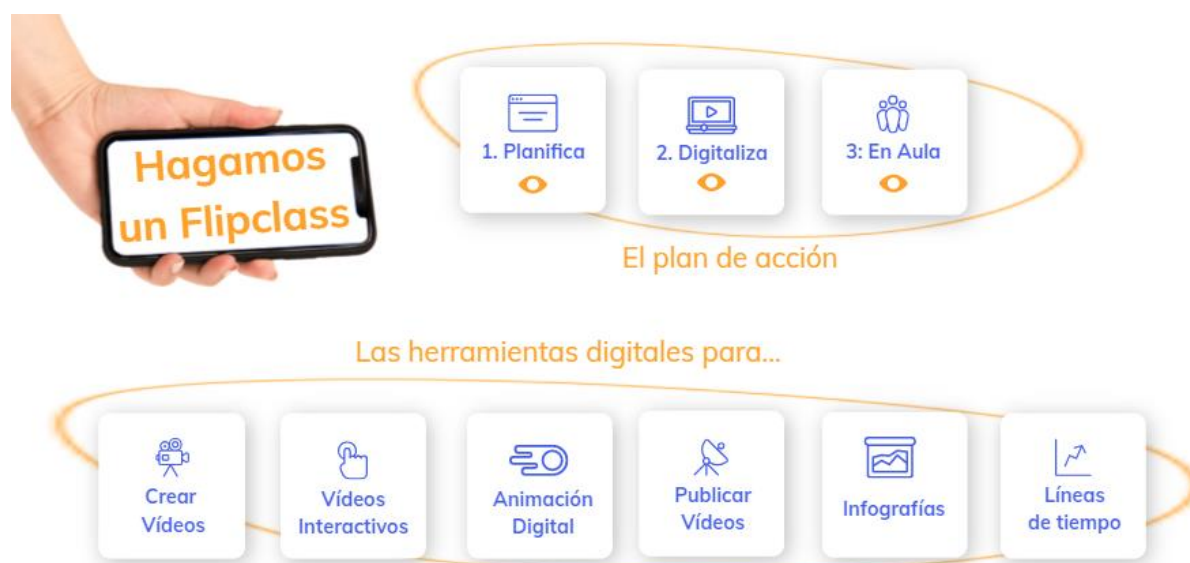 Hagamos
un Flipclass
1. Planifica
2. Digitaliza
3: En Aula
El plan de acción
Las herramientas digitales para...
Crear
Vídeos
Vídeos
Interactivos
Animación
Digital
Publicar
Vídeos
Infografías
Líneas
de tiempo